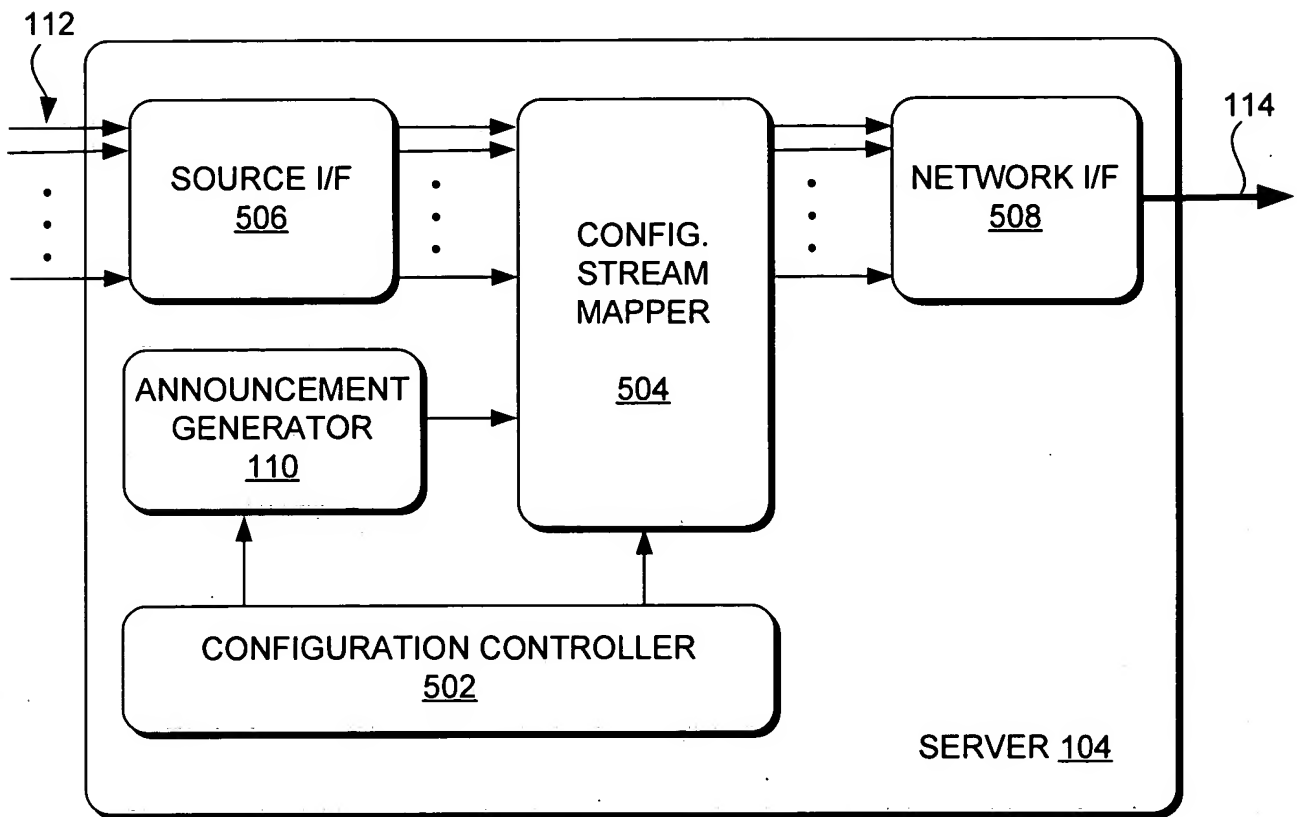 112
SOURCE I/F
506
CONFIG.
STREAM
MAPPER
504
NETWORK I/F
508
114
ANNOUNCEMENT
GENERATOR
110
CONFIGURATION CONTROLLER
502
SERVER 104